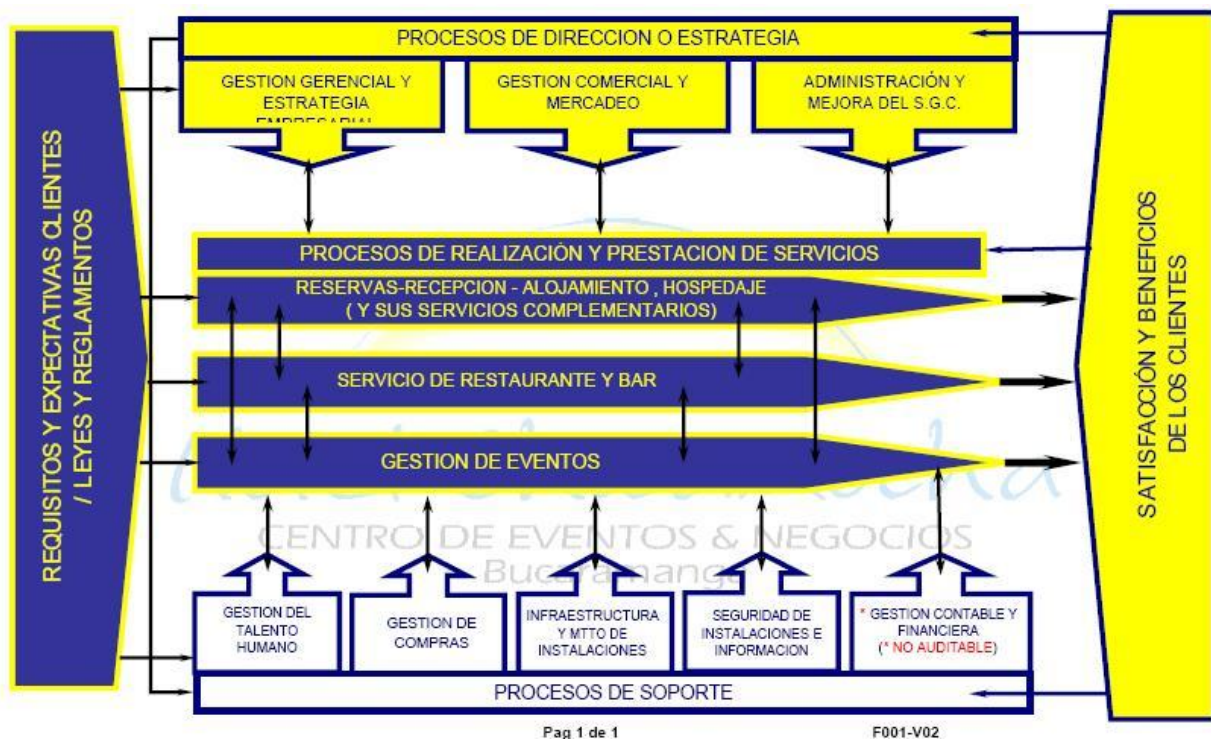 REQUISITOS Y EXPECTATIVAS CLIENTES
/ LEYES Y REGLAMENTOS
PROCESOS DE DIRECCION O ESTRATEGIA
GESTION GERENCIAL Y
ESTRATEGIA
EMPRESARIAL
GESTION COMERCIAL Y
MERCADEO
ADMINISTRACIÓN Y
MEJORA DEL S.G.C.
PROCESOS DE REALIZACIÒN Y PRESTACION DE SERVICIOS
RESERVAS-RECEPCION - ALOJAMIENTO , HOSPEDAJE
( Y SUS SERVICIOS COMPLEMENTARIOS)
SERVICIO DE RESTAURANTE Y BAR
GESTION DE EVENTOS
CENTRO DE EVENTOS & NEGOCIOS
Bucaramanga
GESTION DEL
TALENTO
HUMANO
GESTION DE
COMPRAS
INFRAESTRUCTURA
Y MTTO DE
INSTALACIONES
SEGURIDAD DE
INSTALACIONES E
INFORMACION
* GESTION CONTABLE Y
FINANCIERA
(* NO AUDITABLE)
PROCESOS DE SOPORTE
SATISFACCIÓN Y BENEFICIOS
DE LOS CLIENTES
Pag 1 de 1
F001-V02